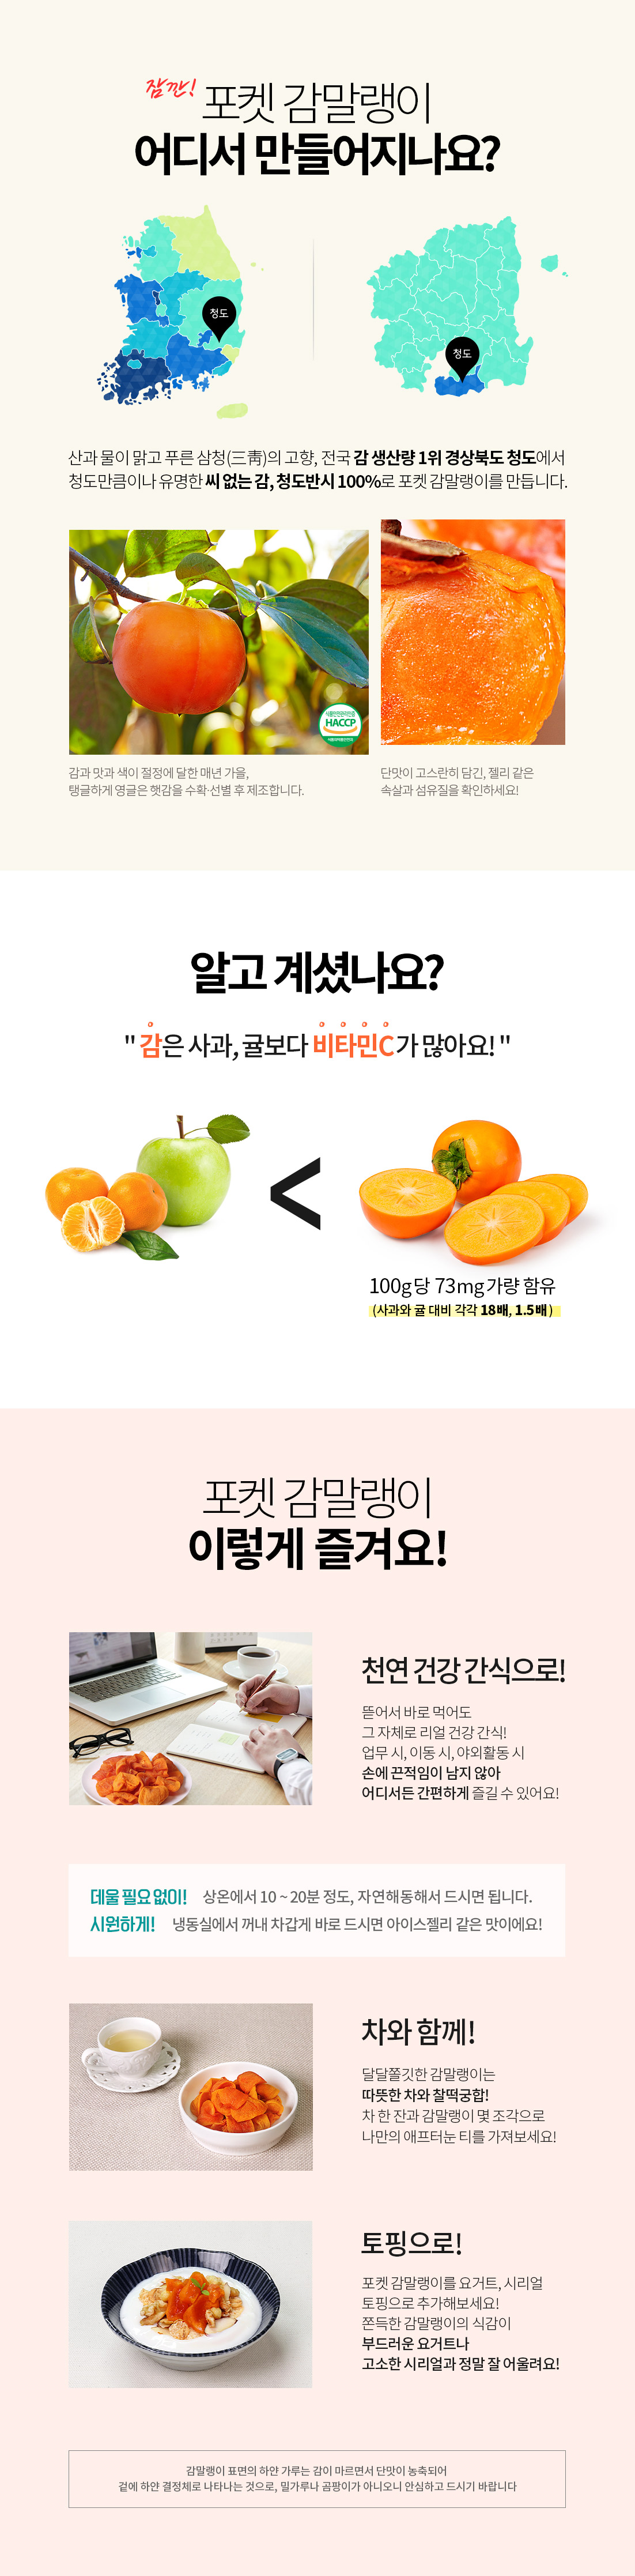 잠깐!
포켓 감말랭이
어디서 만들어지나요?
청도
청도
산과 물이 맑고 푸른 삼청(三靑)의 고향, 전국 감 생산량 1위 경상북도 청도에서
청도만큼이나 유명한 씨 없는 감, 청도반시 100%로 포켓 감말랭이를 만듭니다.
HACCP
감과 맛과 색이 절정에 달한 매년 가을,
탱글하게 영글은 햇감을 수확·선별 후 제조합니다.
단맛이 고스란히 담긴, 젤리 같은
속살과 섬유질을 확인하세요!
알고 계셨나요?
" 감은 사과, 귤보다 비타민C가 많아요! "
<
100g당 73mg가량 함유
(사과와 귤 대비 각각 18배, 1.5배)
포켓 감말랭이
이렇게 즐겨요!
천연 건강 간식으로!
뜯어서 바로 먹어도
그 자체로 리얼 건강 간식!
업무 시, 이동 시, 야외활동 시
손에 끈적임이 남지 않아
어디서든 간편하게 즐길 수 있어요!
데울 필요 없이! 상온에서 10 ~ 20분 정도, 자연해동해서 드시면 됩니다.
시원하게! 냉동실에서 꺼내 차갑게 바로 드시면 아이스젤리 같은 맛이에요!
차와 함께!
달달쫄깃한 감말랭이는
따뜻한 차와 찰떡궁합!
차 한 잔과 감말랭이 몇 조각으로
나만의 애프터눈 티를 가져보세요!
토핑으로!
포켓 감말랭이를 요거트, 시리얼
토핑으로 추가해보세요!
쫀득한 감말랭이의 식감이
부드러운 요거트나
고소한 시리얼과 정말 잘 어울려요!
감말랭이 표면의 하얀 가루는 감이 마르면서 단맛이 농축되어
겉에 하얀 결정체로 나타나는 것으로, 밀가루나 곰팡이가 아니오니 안심하고 드시기 바랍니다